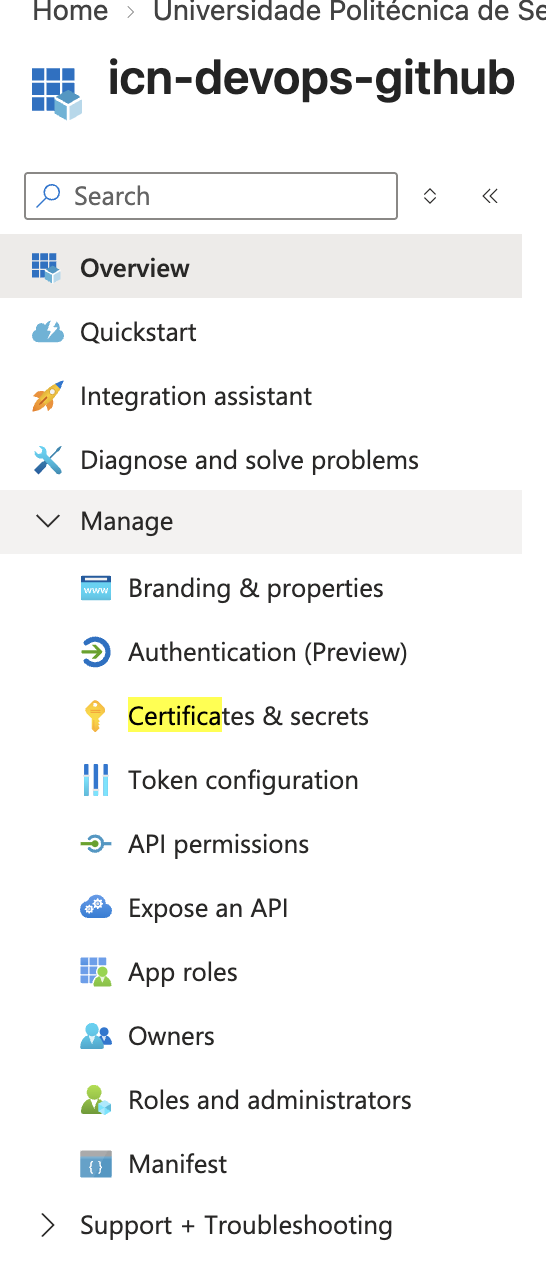 Home > Universidade Politécnica de Se
icn-devops-github
Search
Overview
Quickstart
Integration assistant
Diagnose and solve problems
Manage
www
Branding & properties
Authentication (Preview)
Certificates & secrets
Token configuration
API permissions
Expose an API
App roles
Owners
Roles and administrators
Manifest
Support + Troubleshooting